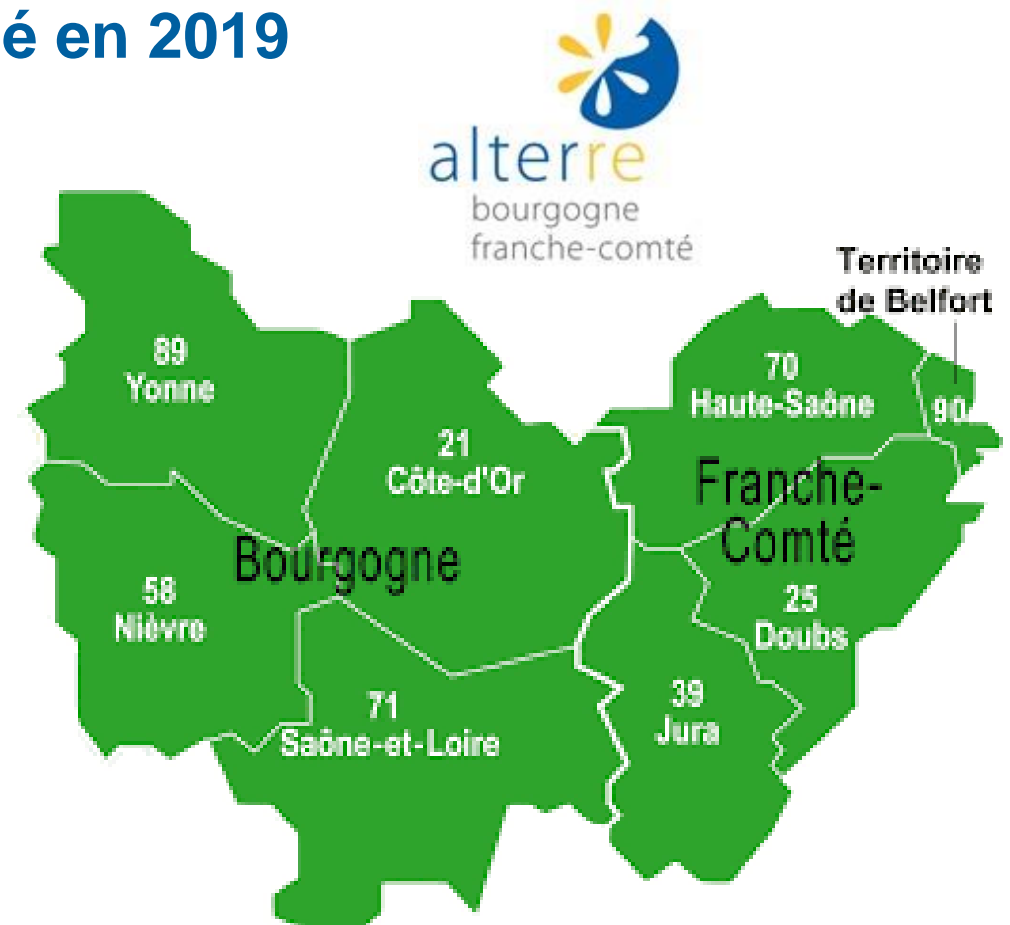 é en 2019
alterre
bourgogne
franche-comté
Territoire
de Belfort
89
Yonne
70
Haute-Saône
90
21
Côte-d'Or
Franche-
Comté
Bourgogne
58
Nièvre
25
Doubs
71
Saône-et-Loire
39
Jura